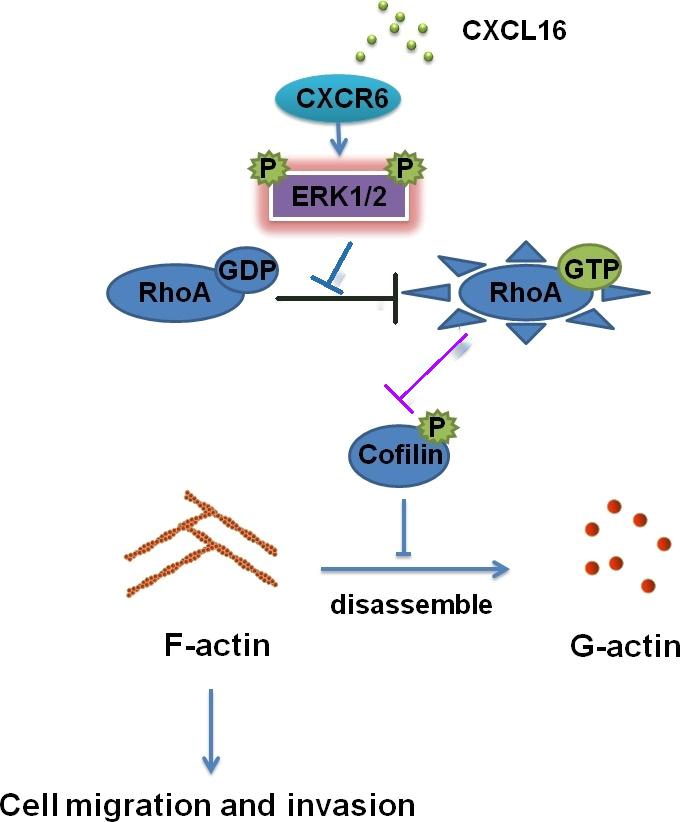 CXCL16
CXCR6
P
P
ERK1/2
GDP
RhoA
GTP
RhoA
P
Cofilin
disassemble
F-actin
G-actin
Cell migration and invasion